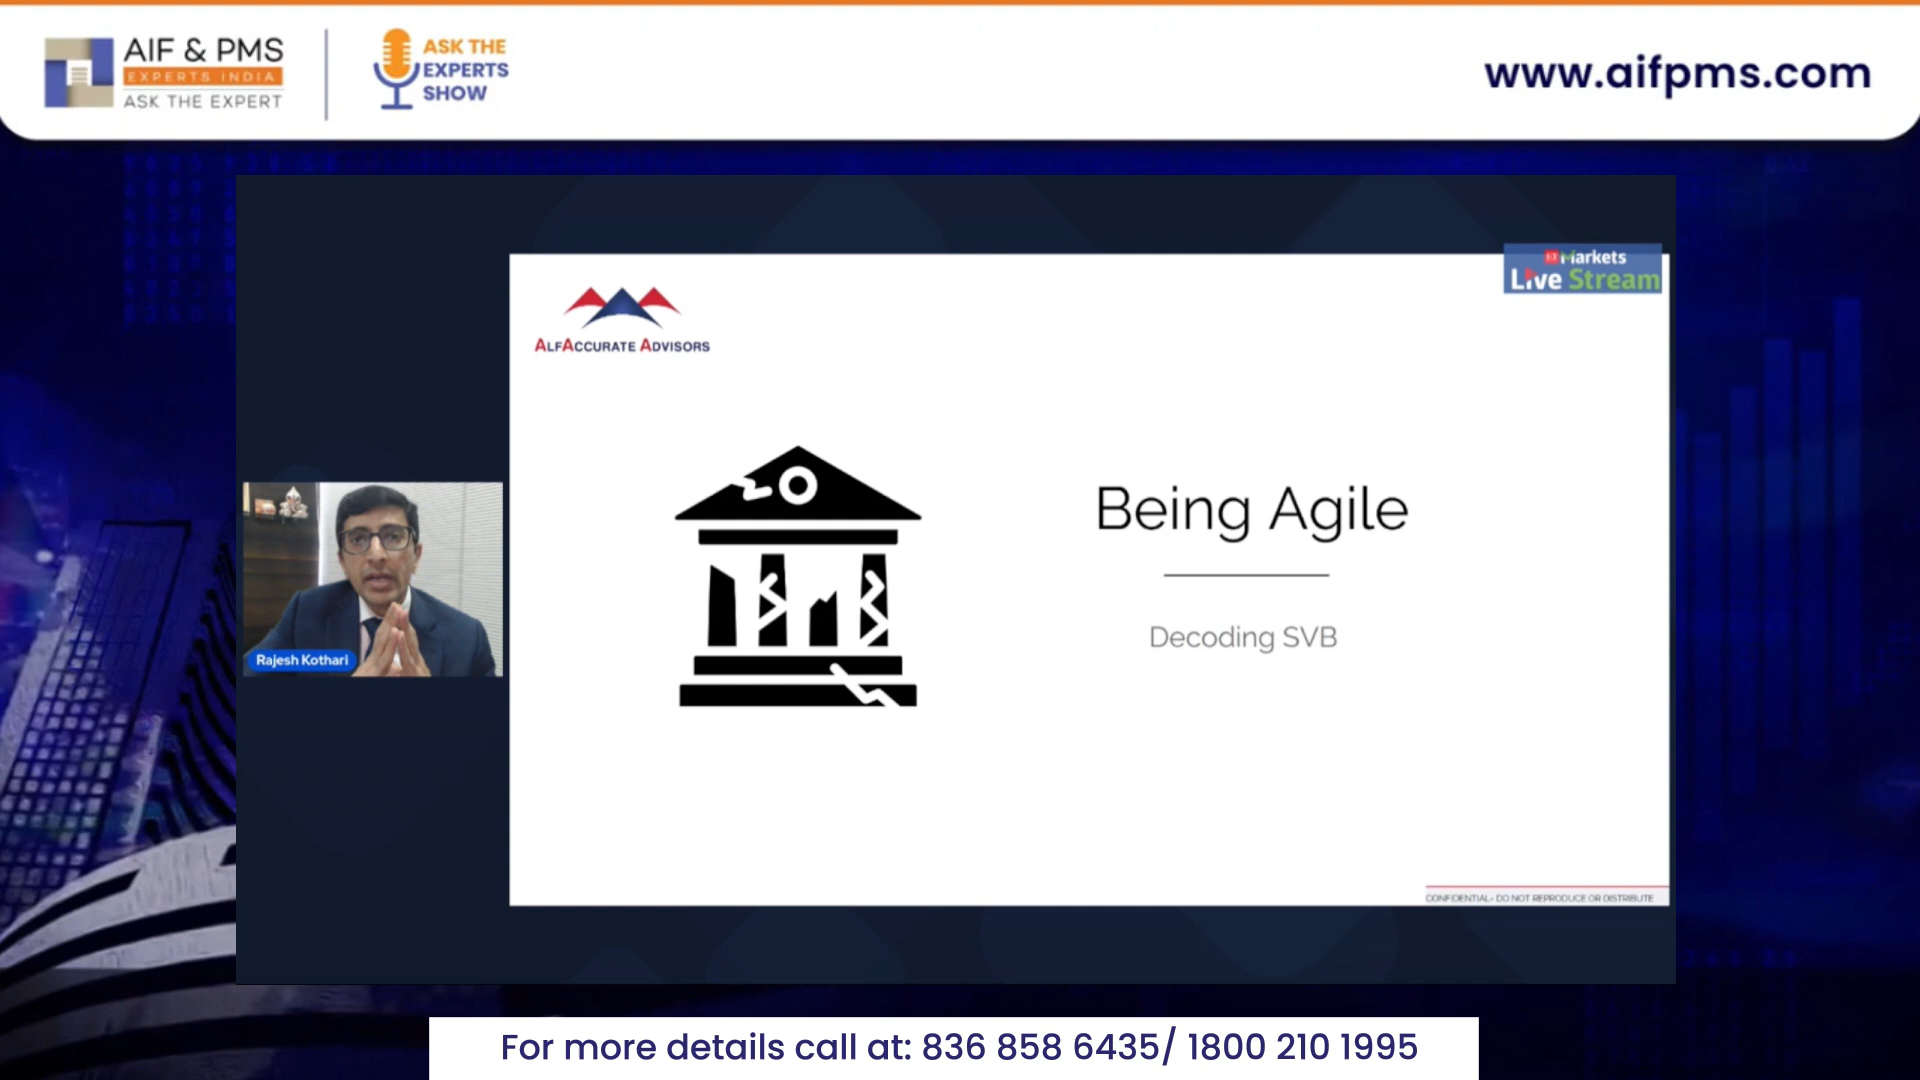 AIF & PMS
EXPERTS INDIA
ASK THE EXPERT
ASK THE
EXPERTS
SHOW
www.aifpms.com
ET Markets
Live Stream
ALFACCURATE ADVISORS
Being Agile
Decoding SVB
Rajesh Kothari
CONFIDENTIAL- DO NOT REPRODUCE OR DISTRIBUTE
For more details call at: 836 858 6435/ 1800 210 1995